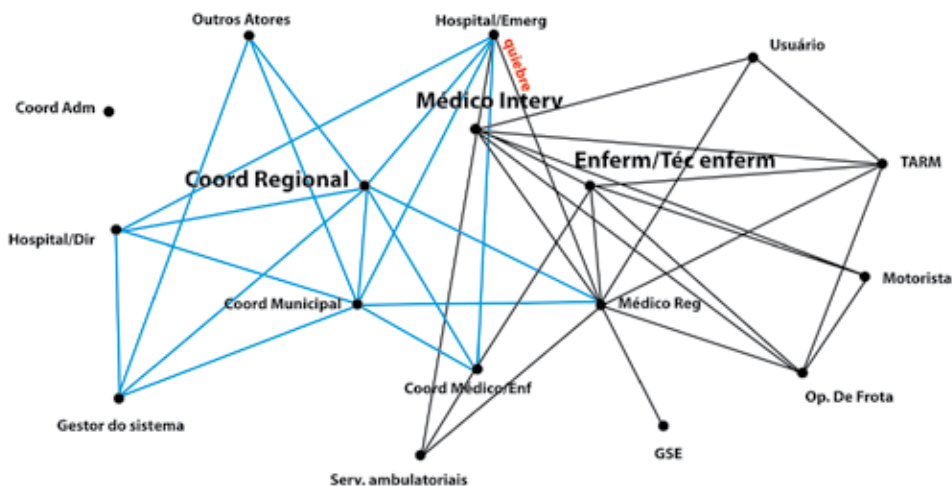 Outros Atores
Hospital/Emerg
quiebre
Usuário
Coord Adm
Médico Interv
Enferm/Téc enferm
TARM
Coord Regional
Hospital/Dir
Motorista
Coord Municipal
Médico Reg
Coord Médico/Enf
Op. De Frota
Gestor do sistema
GSE
Serv. ambulatoriais